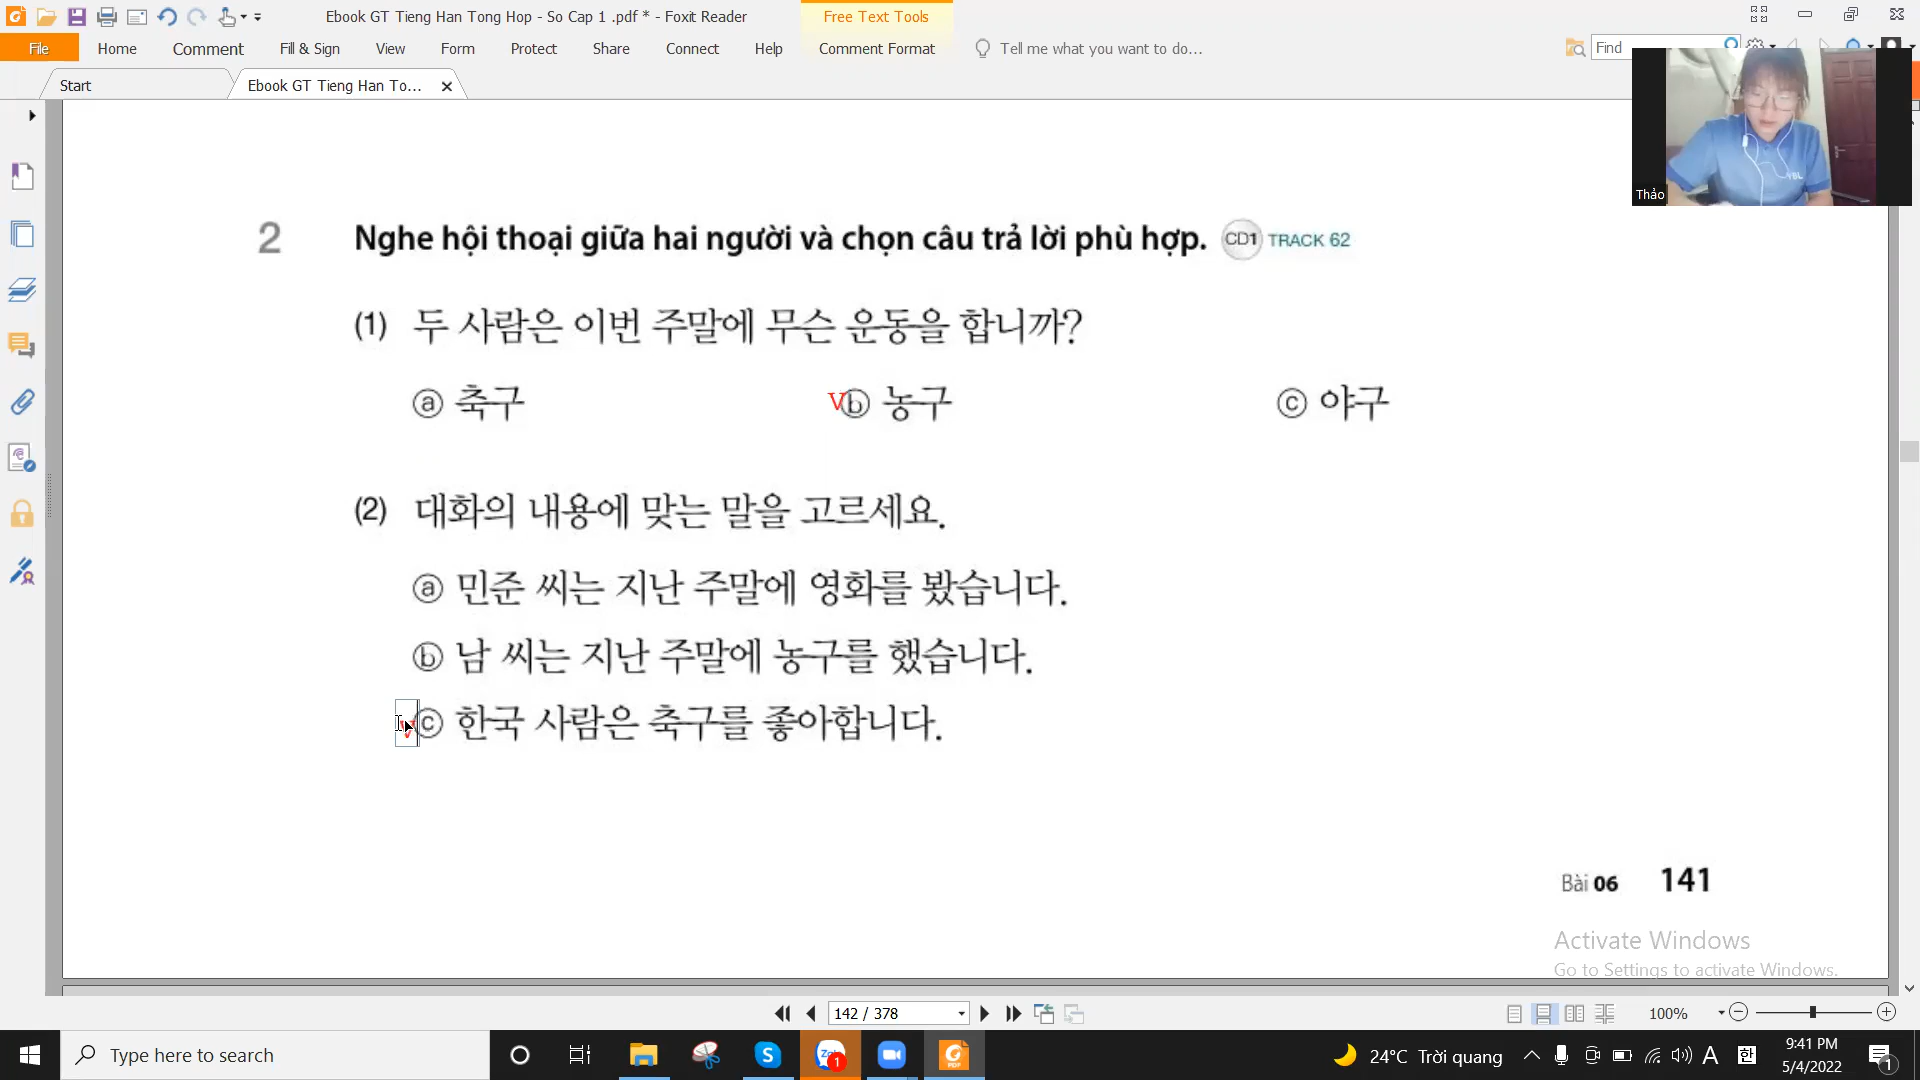 Ebook GT Tieng Han Tong Hop - So Cap 1 .pdf * - Foxit Reader
Free Text Tools
File Home Comment Fill & Sign View Form Protect Share Connect Help Comment Format Tell me what you want to do... Find
Start Ebook GT Tieng Han To...
Thảo
2 Nghe hội thoại giữa hai người và chọn câu trả lời phù hợp. CD1 TRACK 62
(1) 두 사람은 이번 주말에 무슨 운동을 합니까?
ⓐ 축구 V ⓑ 농구 ⓒ 야구
(2) 대화의 내용에 맞는 말을 고르세요.
ⓐ 민준 씨는 지난 주말에 영화를 봤습니다.
ⓑ 남 씨는 지난 주말에 농구를 했습니다.
V ⓒ 한국 사람은 축구를 좋아합니다.
Bài 06 141
Activate Windows
Go to Settings to activate Windows.
142 / 378 100%
Type here to search
1
24°C Trời quang
A 한
9:41 PM
5/4/2022
1